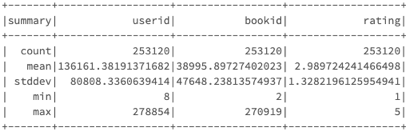 +-------+------------------+------------------+------------------+
|summary| userid| bookid| rating|
+-------+------------------+------------------+------------------+
| count| 253120| 253120| 253120|
| mean|136161.38191371682|38995.89727402023| 2.989724241466498|
| stddev| 80808.3360639414|47648.23813574937|1.3282196125954941|
| min| 8| 2| 1|
| max| 278854| 270919| 5|
+-------+------------------+------------------+------------------+